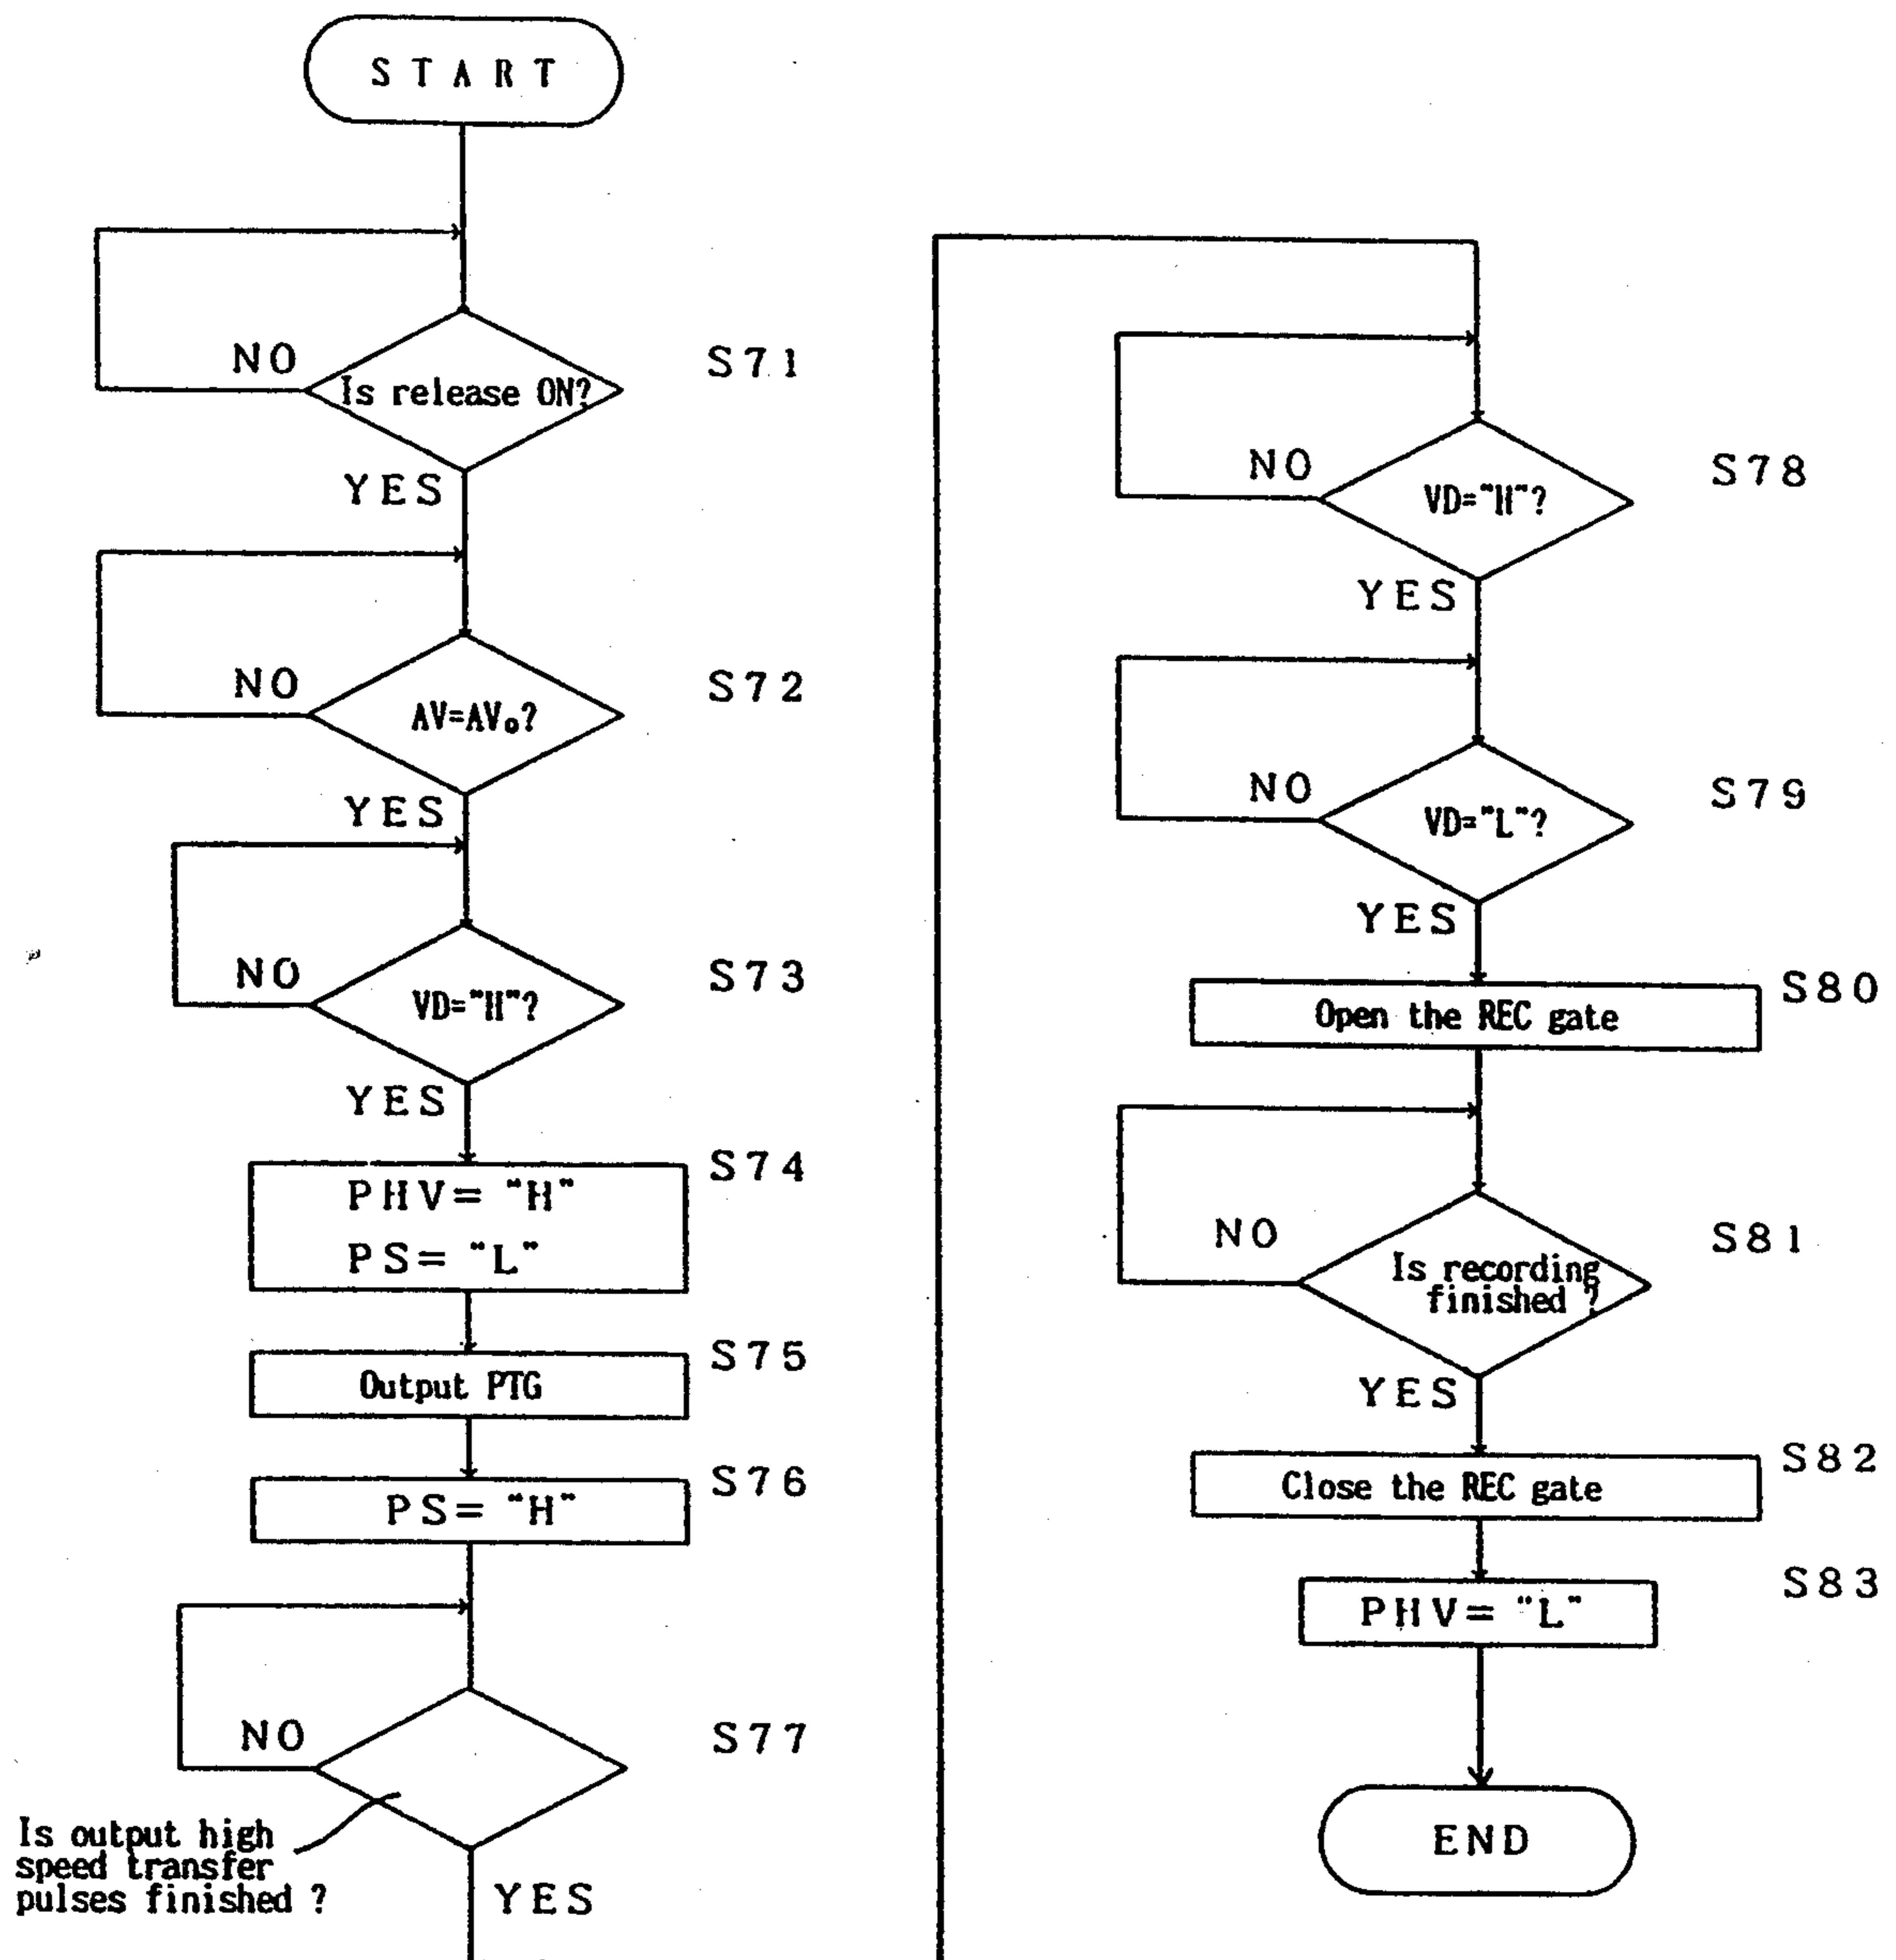 START
NO
Is release ON?
S71
YES
NO
AV=AV₀?
S72
YES
NO
VD="H"?
S73
YES
S74
PHV= "H"
PS= "L"
S75
Output PTG
S76
PS= "H"
NO
S77
Is output high
speed transfer
pulses finished ?
YES
NO
VD="H"?
S78
YES
NO
VD="L"?
S79
YES
S80
Open the REC gate
NO
Is recording
finished ?
S81
YES
S82
Close the REC gate
S83
PHV= "L"
END